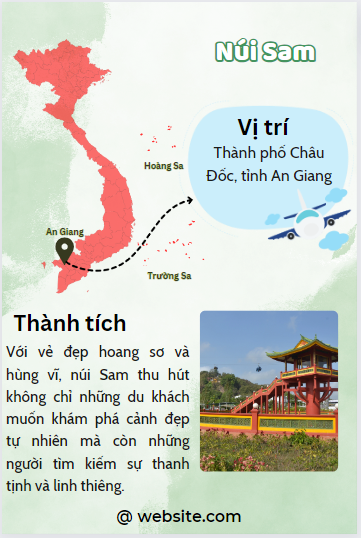 Núi Sam
Vị trí
Thành phố Châu
Đốc, tỉnh An Giang
Hoàng Sa
An Giang
Trường Sa
Thành tích
Với vẻ đẹp hoang sơ và
hùng vĩ, núi Sam thu hút
không chỉ những du khách
muốn khám phá cảnh đẹp
tự nhiên mà còn những
người tìm kiếm sự thanh
tịnh và linh thiêng.
@ website.com